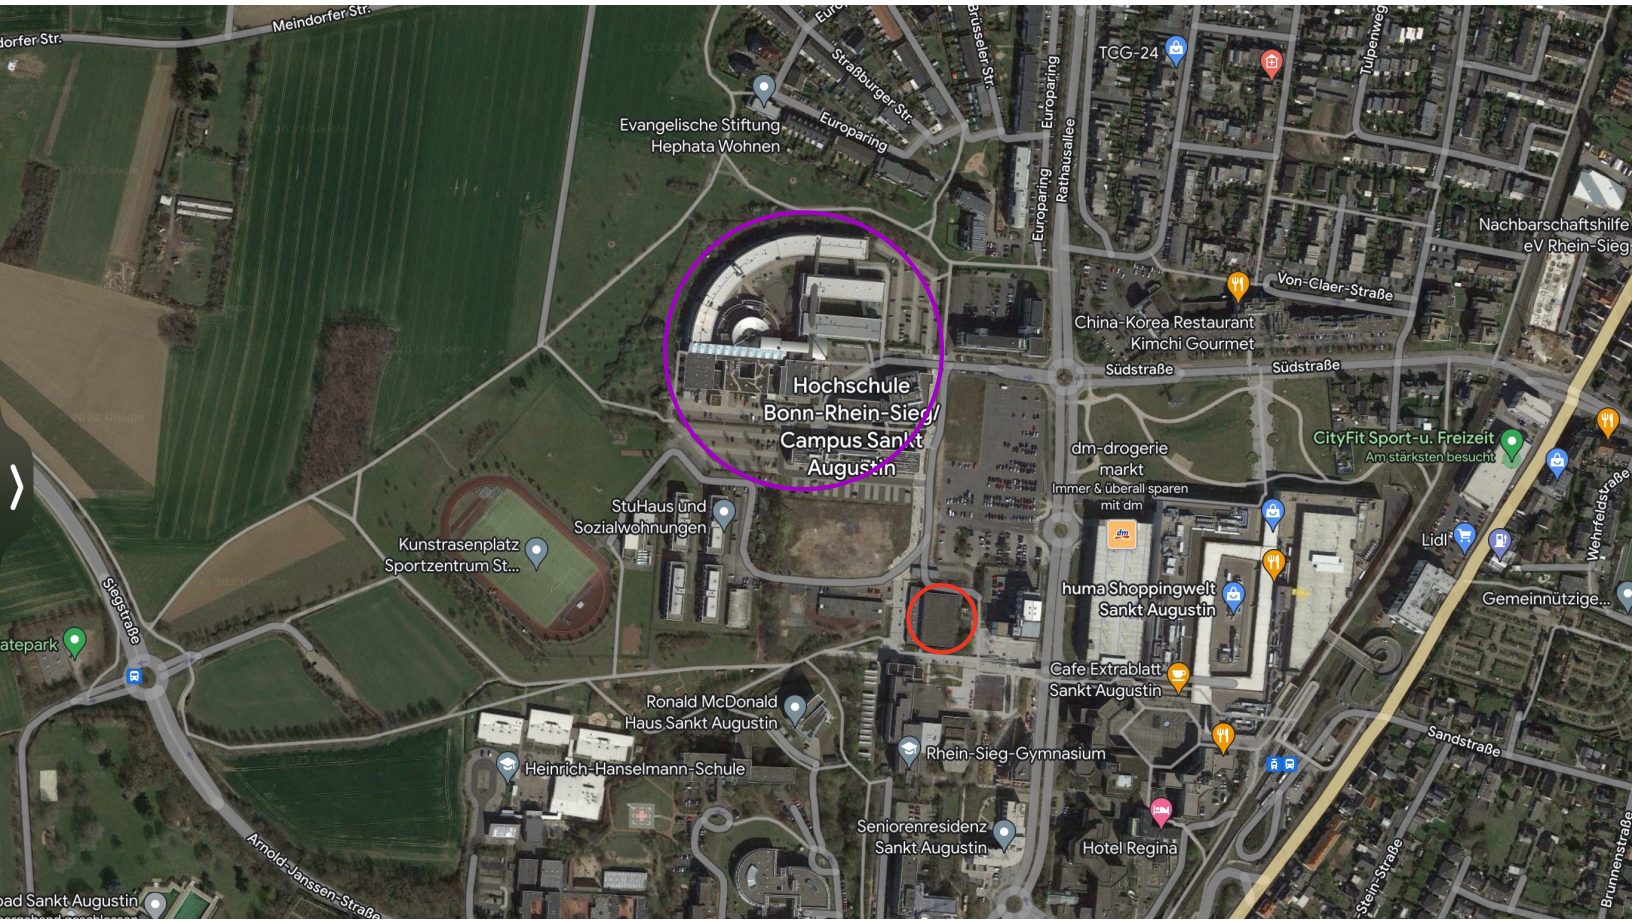 Meindorfer Str.
dorfer Str.
Straßburger Str.
Brüsseler Str.
Europaring
Europaring
Europaring
Rathausallee
TCG-24
Tulpenweg
Evangelische Stiftung
Hephata Wohnen
Nachbarschaftshilfe
eV Rhein-Sieg
Von-Claer-Straße
China-Korea Restaurant
Kimchi Gourmet
Südstraße
Südstraße
Hochschule
Bonn-Rhein-Sieg/
Campus Sankt
Augustin
CityFit Sport-u. Freizeit
Am stärksten besucht
dm-drogerie
markt
Immer & überall sparen
mit dm
dm
Wehrfeldstraße
StuHaus und
Sozialwohnungen
Kunstrasenplatz
Sportzentrum St...
Lidl
huma Shoppingwelt
Sankt Augustin
Gemeinnützige...
Siegstraße
atepark
Cafe Extrablatt
Sankt Augustin
Ronald McDonald
Haus Sankt Augustin
Sandstraße
Rhein-Sieg-Gymnasium
Heinrich-Hanselmann-Schule
Seniorenresidenz
Sankt Augustin
Hotel Regina
Arnold-Janssen-Straße
-Stein-Straße
Brunnenstraße
bad Sankt Augustin